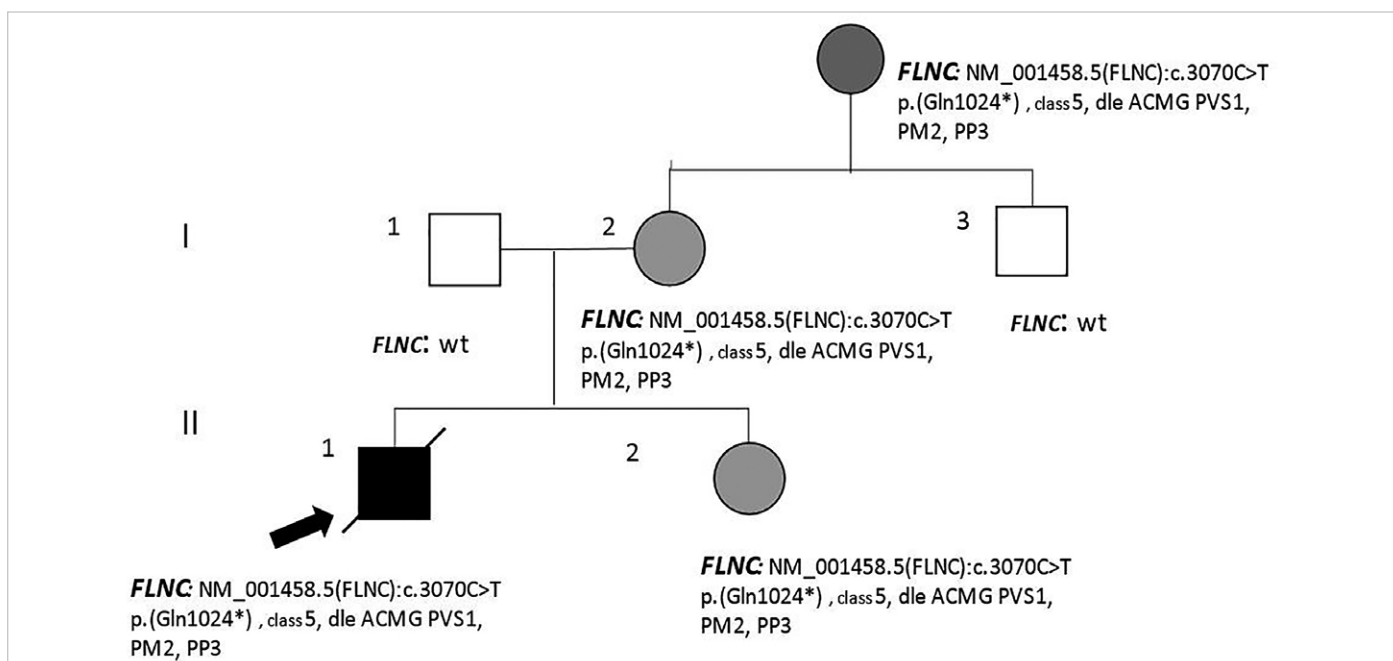 FLNC: NM_001458.5(FLNC):c.3070C>T
p.(Gln1024*) , class 5, dle ACMG PVS1,
PM2, PP3
I
1
2
3
FLNC: wt
FLNC: NM_001458.5(FLNC):c.3070C>T
p.(Gln1024*) , class 5, dle ACMG PVS1,
PM2, PP3
FLNC: wt
II
1
2
FLNC: NM_001458.5(FLNC):c.3070C>T
p.(Gln1024*) , class 5, dle ACMG PVS1,
PM2, PP3
FLNC: NM_001458.5(FLNC):c.3070C>T
p.(Gln1024*) , class 5, dle ACMG PVS1,
PM2, PP3